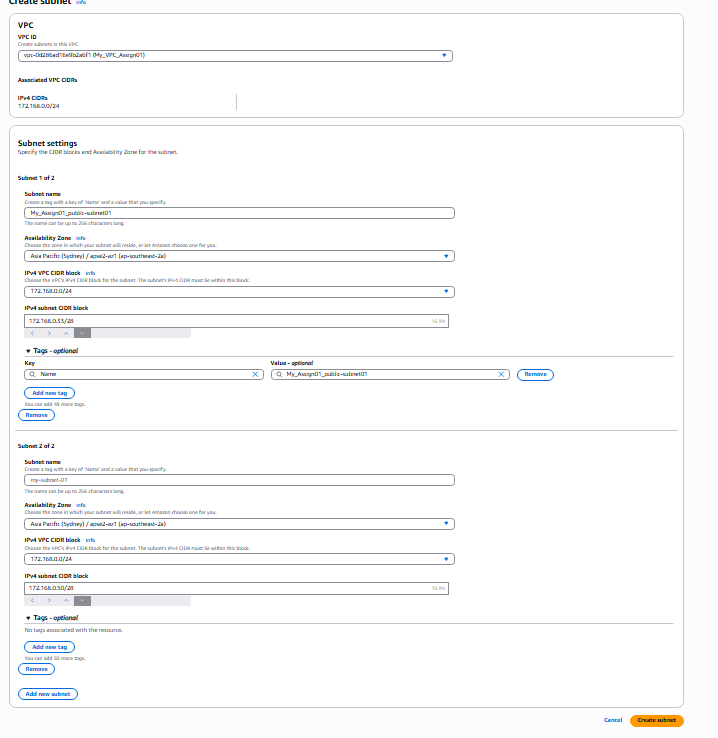 Create subnet Info
VPC
VPC ID
Create subnets in this VPC.
vpc-0d286ad16e9b2a6f1 (My_VPC_Assign01)
Associated VPC CIDRs
IPv4 CIDRs
172.168.0.0/24
Subnet settings
Specify the CIDR blocks and Availability Zone for the subnet.
Subnet 1 of 2
Subnet name
Create a tag with a key of 'Name' and a value that you specify.
My_Assign01_public-subnet01
The name can be up to 256 characters long.
Availability Zone Info
Choose the zone in which your subnet will reside, or let Amazon choose one for you.
Asia Pacific (Sydney) / apse2-az1 (ap-southeast-2a)
IPv4 VPC CIDR block Info
Choose the VPC's IPv4 CIDR block for the subnet. The subnet's IPv4 CIDR must lie within this block.
172.168.0.0/24
IPv4 subnet CIDR block
172.168.0.33/28 16 IPs
Tags - optional
Key Value - optional
Name My_Assign01_public-subnet01 Remove
Add new tag
You can add 49 more tags.
Remove
Subnet 2 of 2
Subnet name
Create a tag with a key of 'Name' and a value that you specify.
my-subnet-01
The name can be up to 256 characters long.
Availability Zone Info
Choose the zone in which your subnet will reside, or let Amazon choose one for you.
Asia Pacific (Sydney) / apse2-az1 (ap-southeast-2a)
IPv4 VPC CIDR block Info
Choose the VPC's IPv4 CIDR block for the subnet. The subnet's IPv4 CIDR must lie within this block.
172.168.0.0/24
IPv4 subnet CIDR block
172.168.0.50/28 16 IPs
Tags - optional
No tags associated with the resource.
Add new tag
You can add 50 more tags.
Remove
Add new subnet
Cancel Create subnet